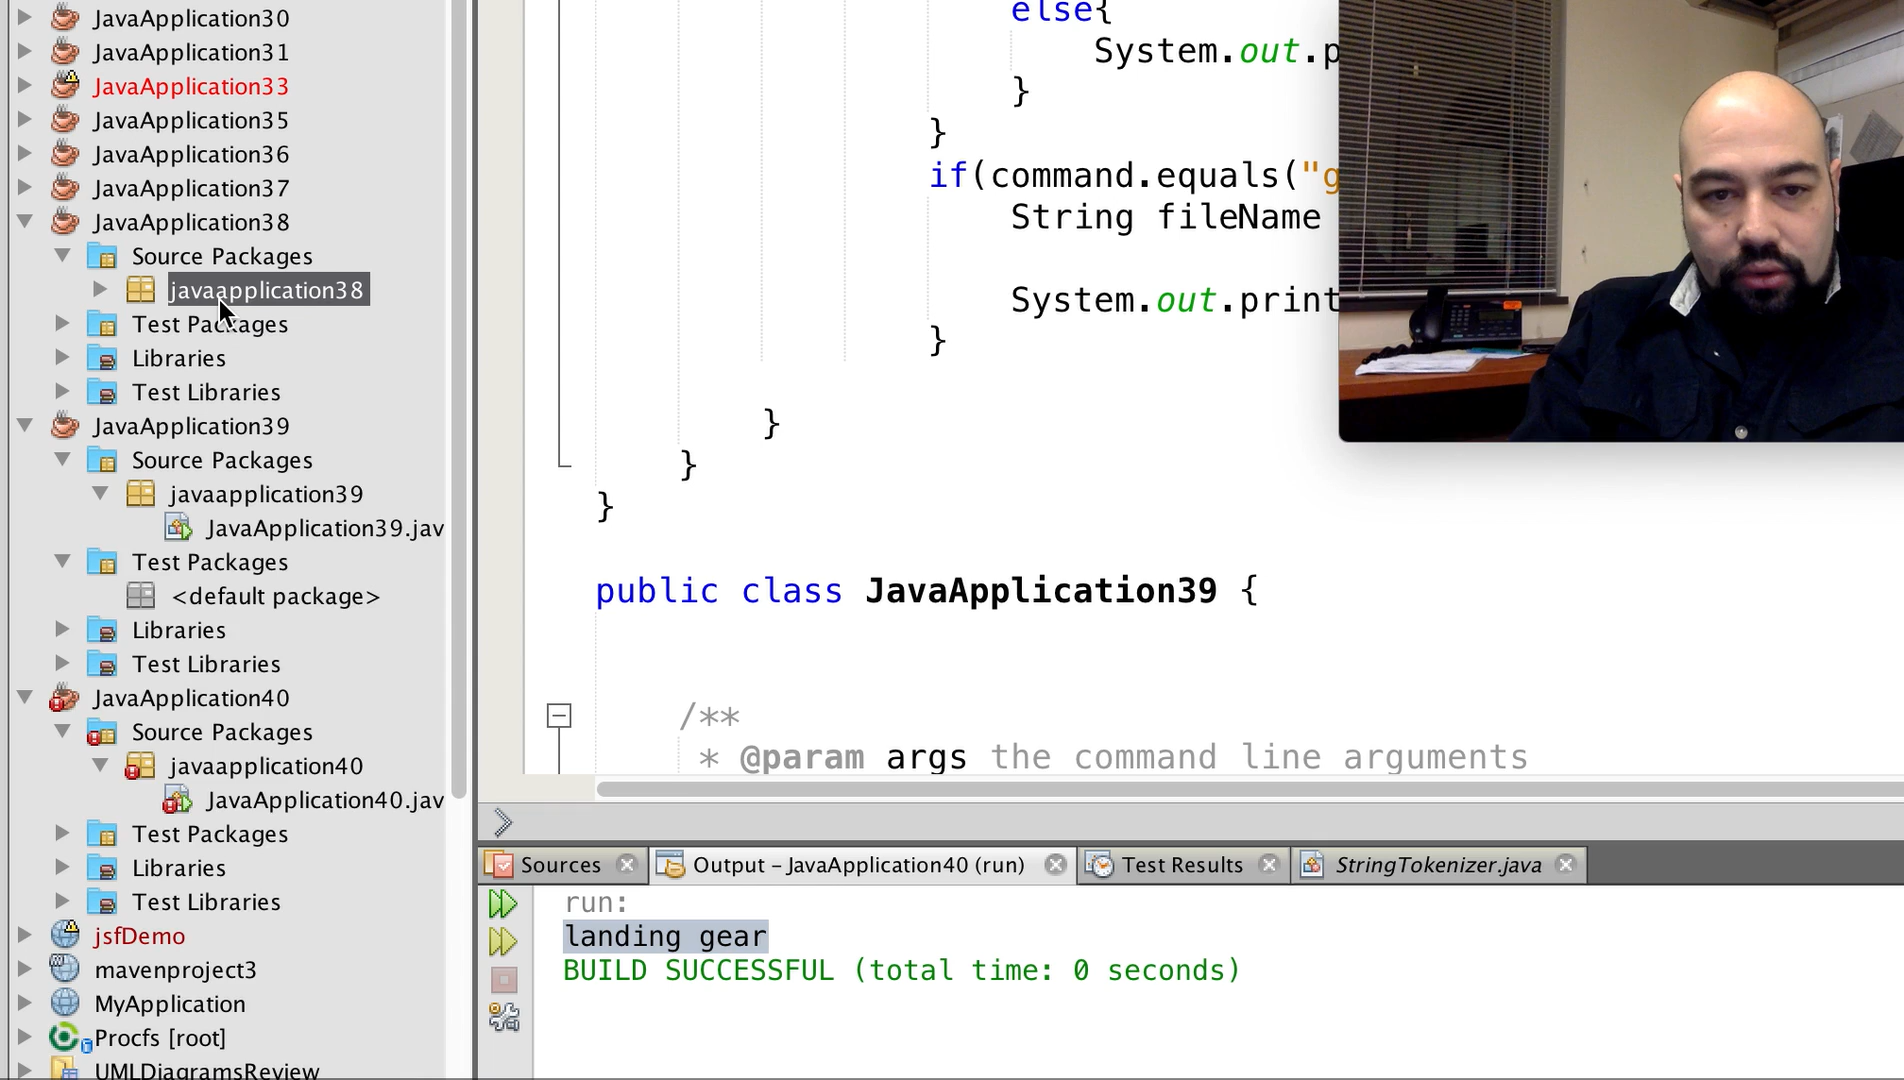 JavaApplication30
JavaApplication31
JavaApplication33
JavaApplication35
JavaApplication36
JavaApplication37
JavaApplication38
Source Packages
javaapplication38
Test Packages
Libraries
Test Libraries
JavaApplication39
Source Packages
javaapplication39
JavaApplication39.jav
Test Packages
<default package>
Libraries
Test Libraries
JavaApplication40
Source Packages
javaapplication40
JavaApplication40.jav
Test Packages
Libraries
Test Libraries
jsfDemo
mavenproject3
MyApplication
Procfs [root]
UMLDiagramsReview
else{
System.out.p
}
}
if(command.equals("g
String fileName
System.out.print
}
}
}
}
public class JavaApplication39 {
/**
* @param args the command line arguments
Sources
Output - JavaApplication40 (run)
Test Results
StringTokenizer.java
run:
landing gear
BUILD SUCCESSFUL (total time: 0 seconds)